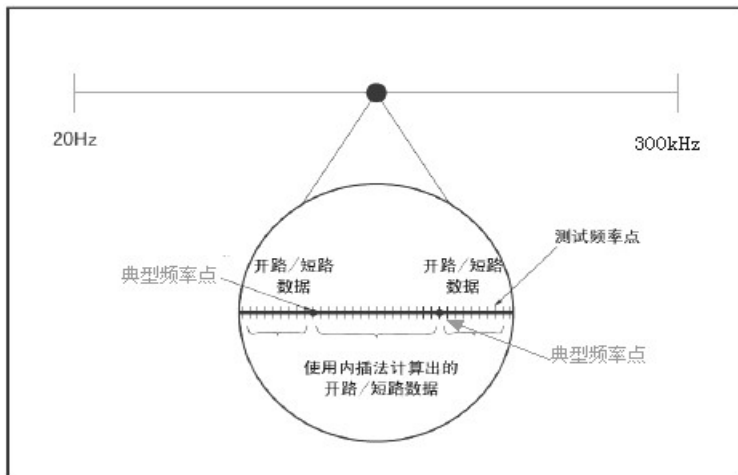 20Hz
300kHz
测试频率点
典型频率点
开路/短路
数据
开路/短路
数据
典型频率点
使用内插法计算出的
开路/短路数据